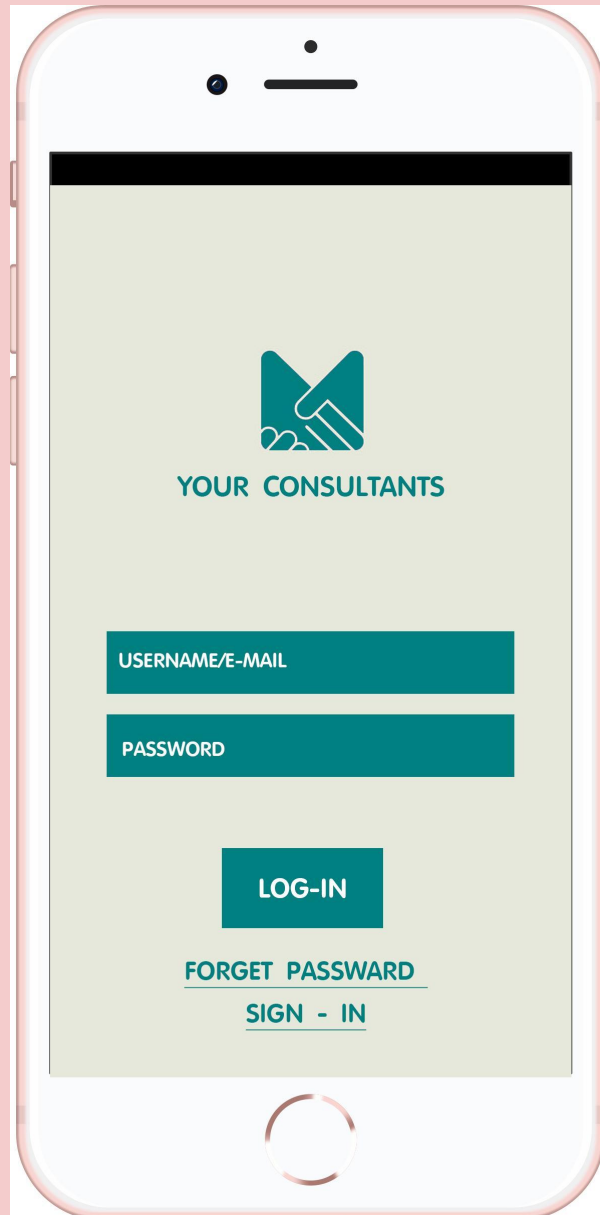 YOUR CONSULTANTS
USERNAME/E-MAIL
PASSWORD
LOG-IN
FORGET PASSWARD
SIGN - IN